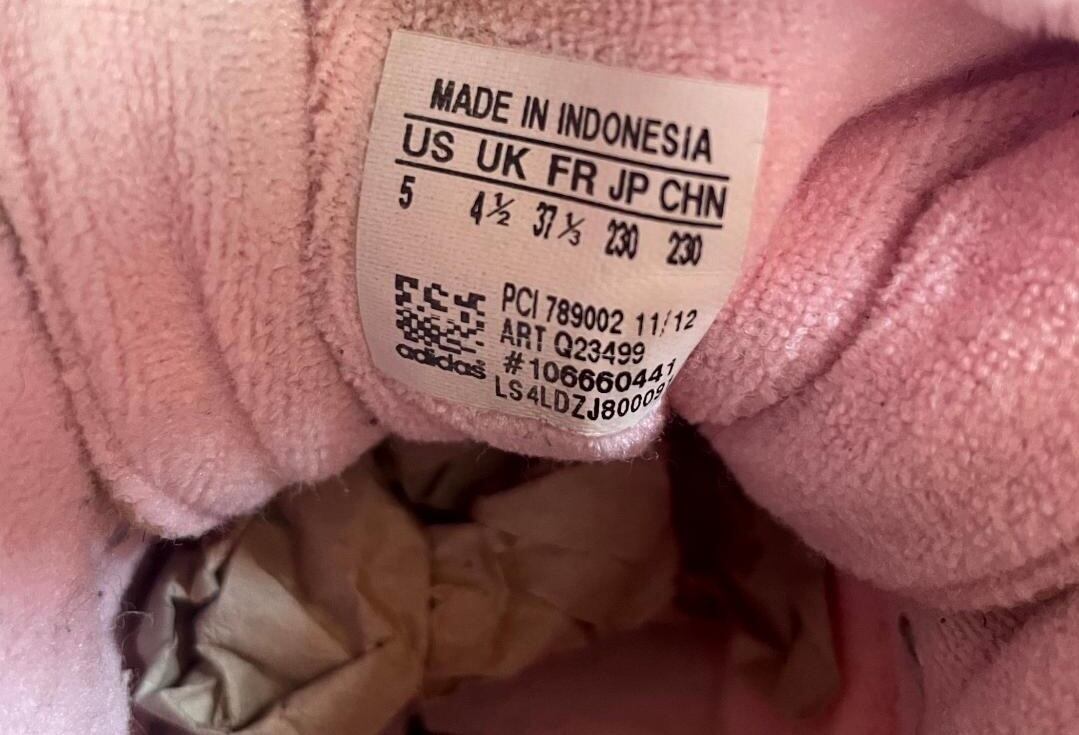 MADE IN INDONESIA
US UK FR JP CHN
5 4½ 37⅓ 230 230
PCI 789002 11/12
ART Q23499
adidas #106660441